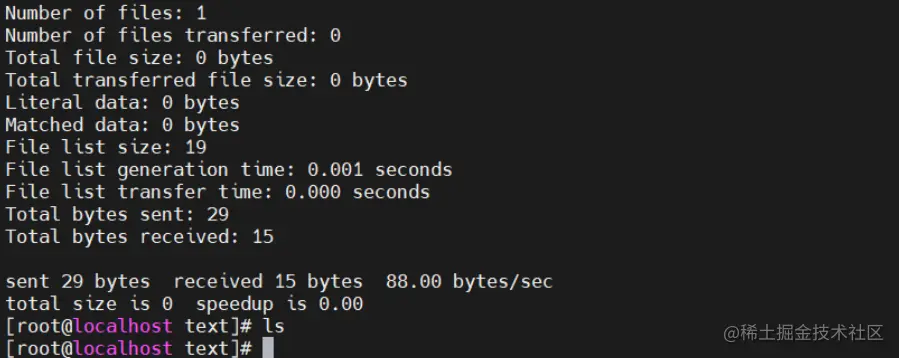 Number of files: 1
Number of files transferred: 0
Total file size: 0 bytes
Total transferred file size: 0 bytes
Literal data: 0 bytes
Matched data: 0 bytes
File list size: 19
File list generation time: 0.001 seconds
File list transfer time: 0.000 seconds
Total bytes sent: 29
Total bytes received: 15

sent 29 bytes  received 15 bytes  88.00 bytes/sec
total size is 0  speedup is 0.00
[root@localhost text]# ls
[root@localhost text]#
@稀土掘金技术社区